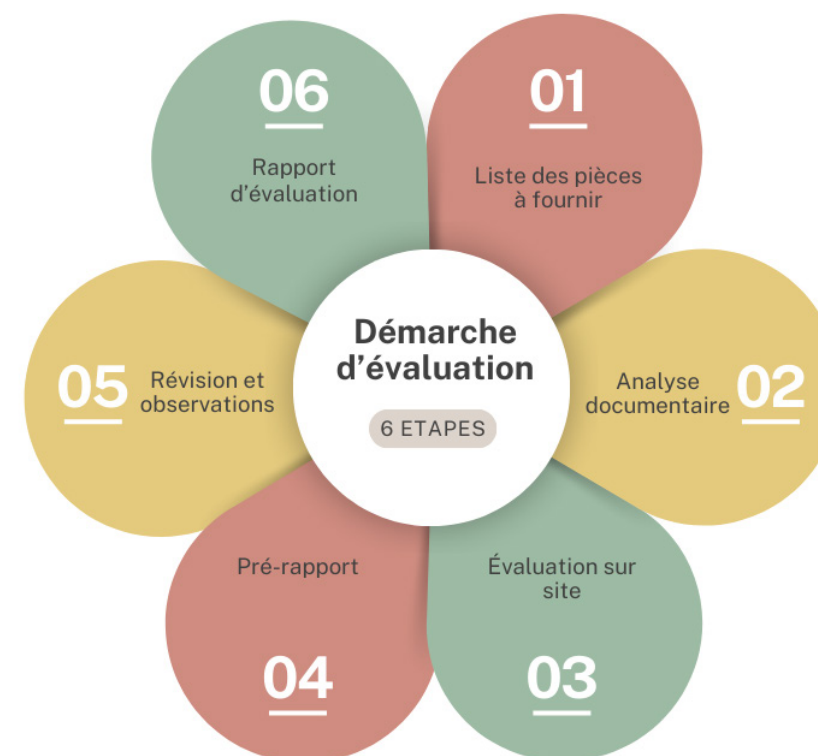 Démarche
d’évaluation
6 ETAPES
01
Liste des pièces
à fournir
02
Analyse
documentaire
03
Évaluation sur
site
04
Pré-rapport
05
Révision et
observations
06
Rapport
d’évaluation